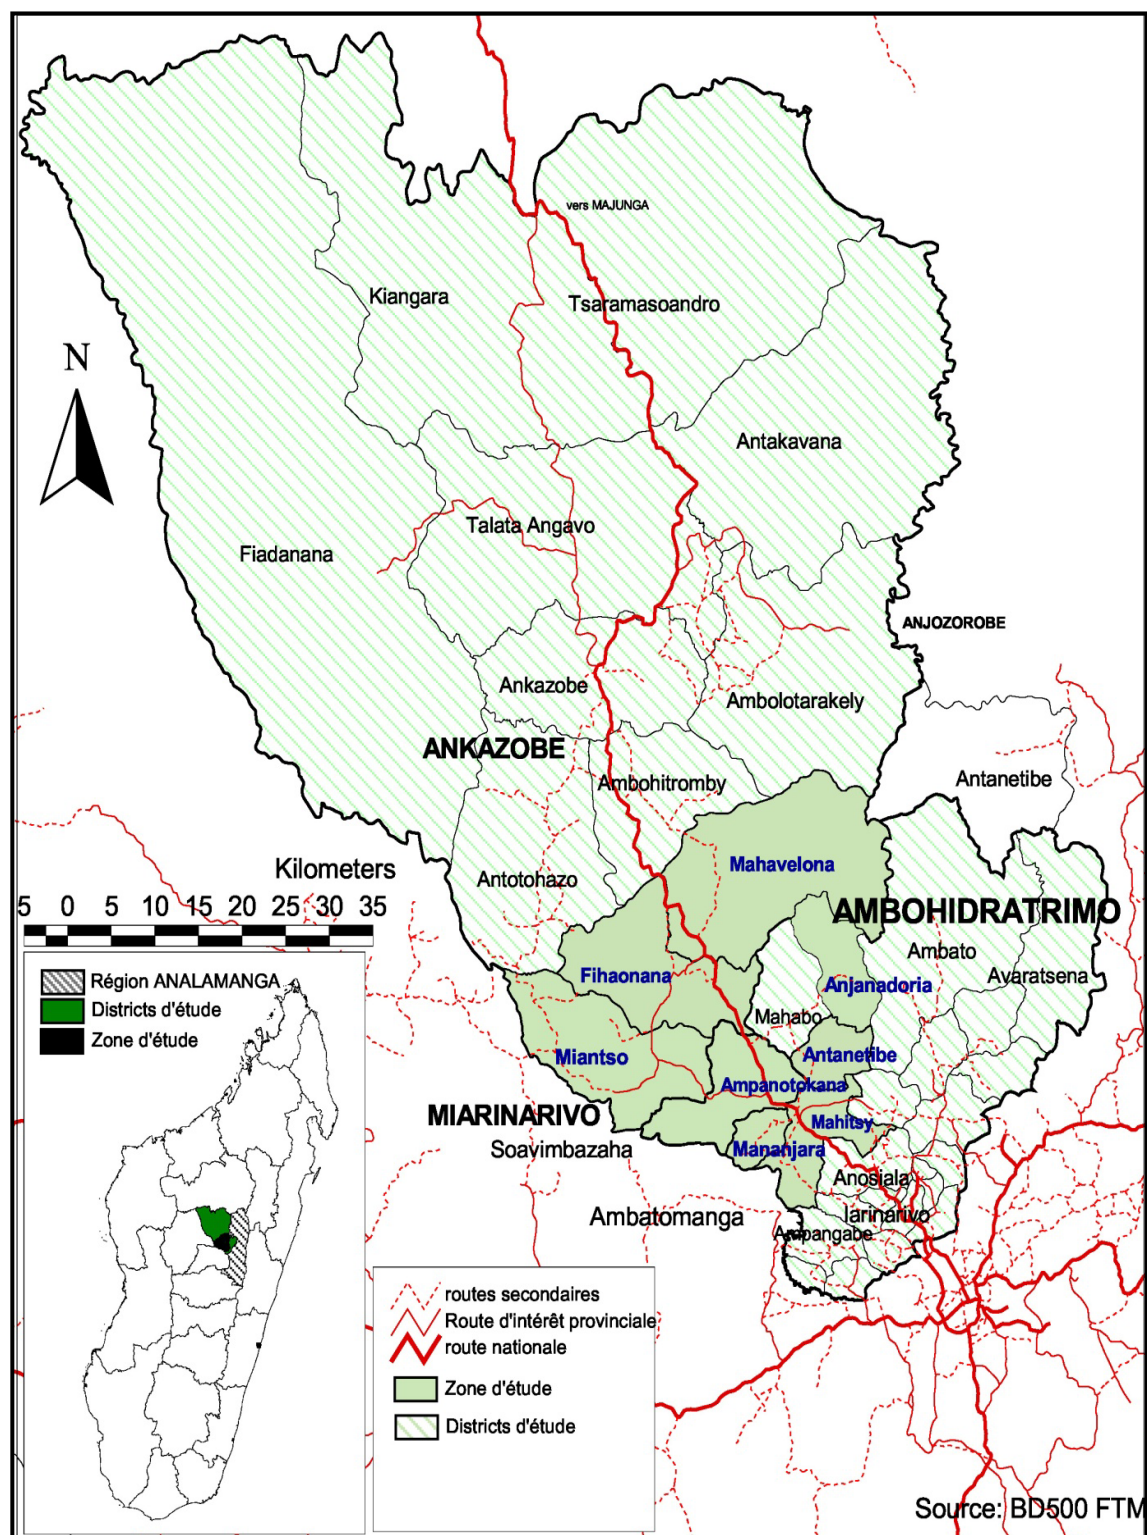 vers MAJUNGA
Kiangara
Tsaramasoandro
N
Antakavana
Talata Angavo
Fiadanana
ANJOZOROBE
Ankazobe
Ambolotarakely
ANKAZOBE
Antanetibe
Ambohitromby
Mahavelona
Kilometers
Antotohazo
5 0 5 10 15 20 25 30 35
AMBOHIDRATRIMO
Ambato
Avaratsena
Fihaonana
Anjanadoria
Région ANALAMANGA
Districts d'étude
Zone d'étude
Mahabo
Miantso
Antanetibe
Ampanotokana
MIARINARIVO
Mahitsy
Soavimbazaha
Mananjara
Anosiala
Ambatomanga
Iarinarivo
Ampangabe
routes secondaires
Route d'intérêt provinciale
route nationale
Zone d'étude
Districts d'étude
Source: BD500 FTM